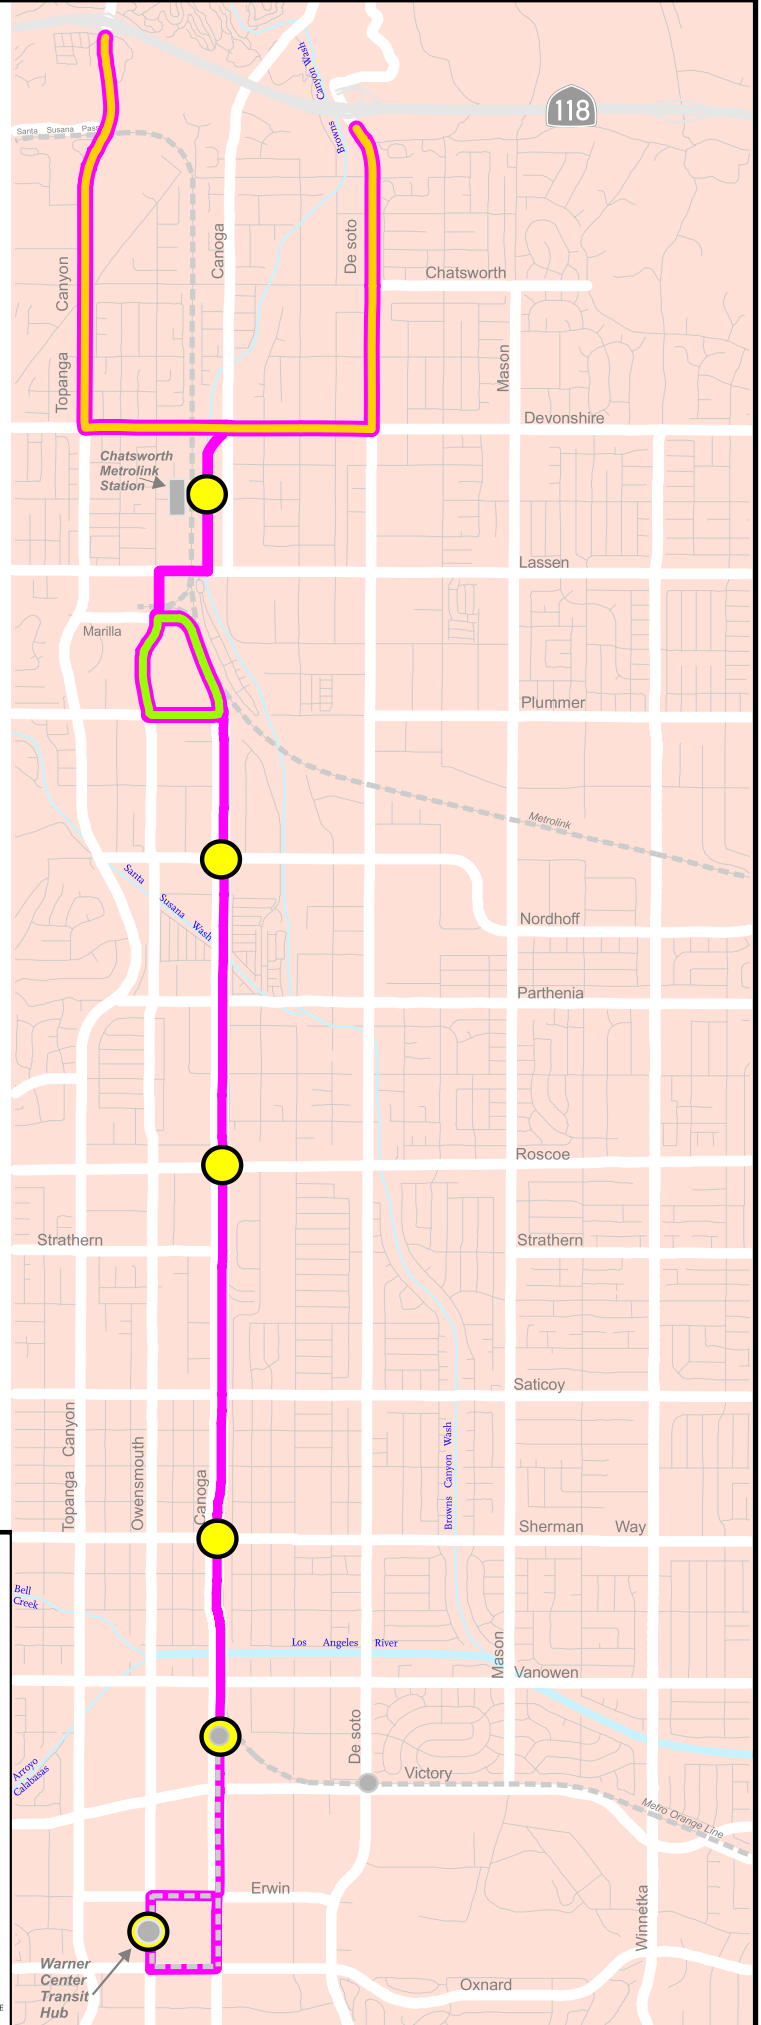 Canyon Wash
118
Santa Susana Pass
Browns
Canoga
De soto
Canyon
Chatsworth
Mason
Topanga
Devonshire
Chatsworth
Metrolink
Station
Lassen
Marilla
Plummer
Metrolink
Santa Susana Wash
Nordhoff
Parthenia
Roscoe
Strathern
Strathern
Saticoy
Topanga Canyon
Owensmouth
Canoga
Browns Canyon Wash
Sherman Way
Bell
Creek
Los Angeles River
Mason
Vanowen
De soto
Arroyo
Calabasas
Victory
Metro Orange Line
Erwin
Winnetka
Warner
Center
Transit
Hub
Oxnard
E